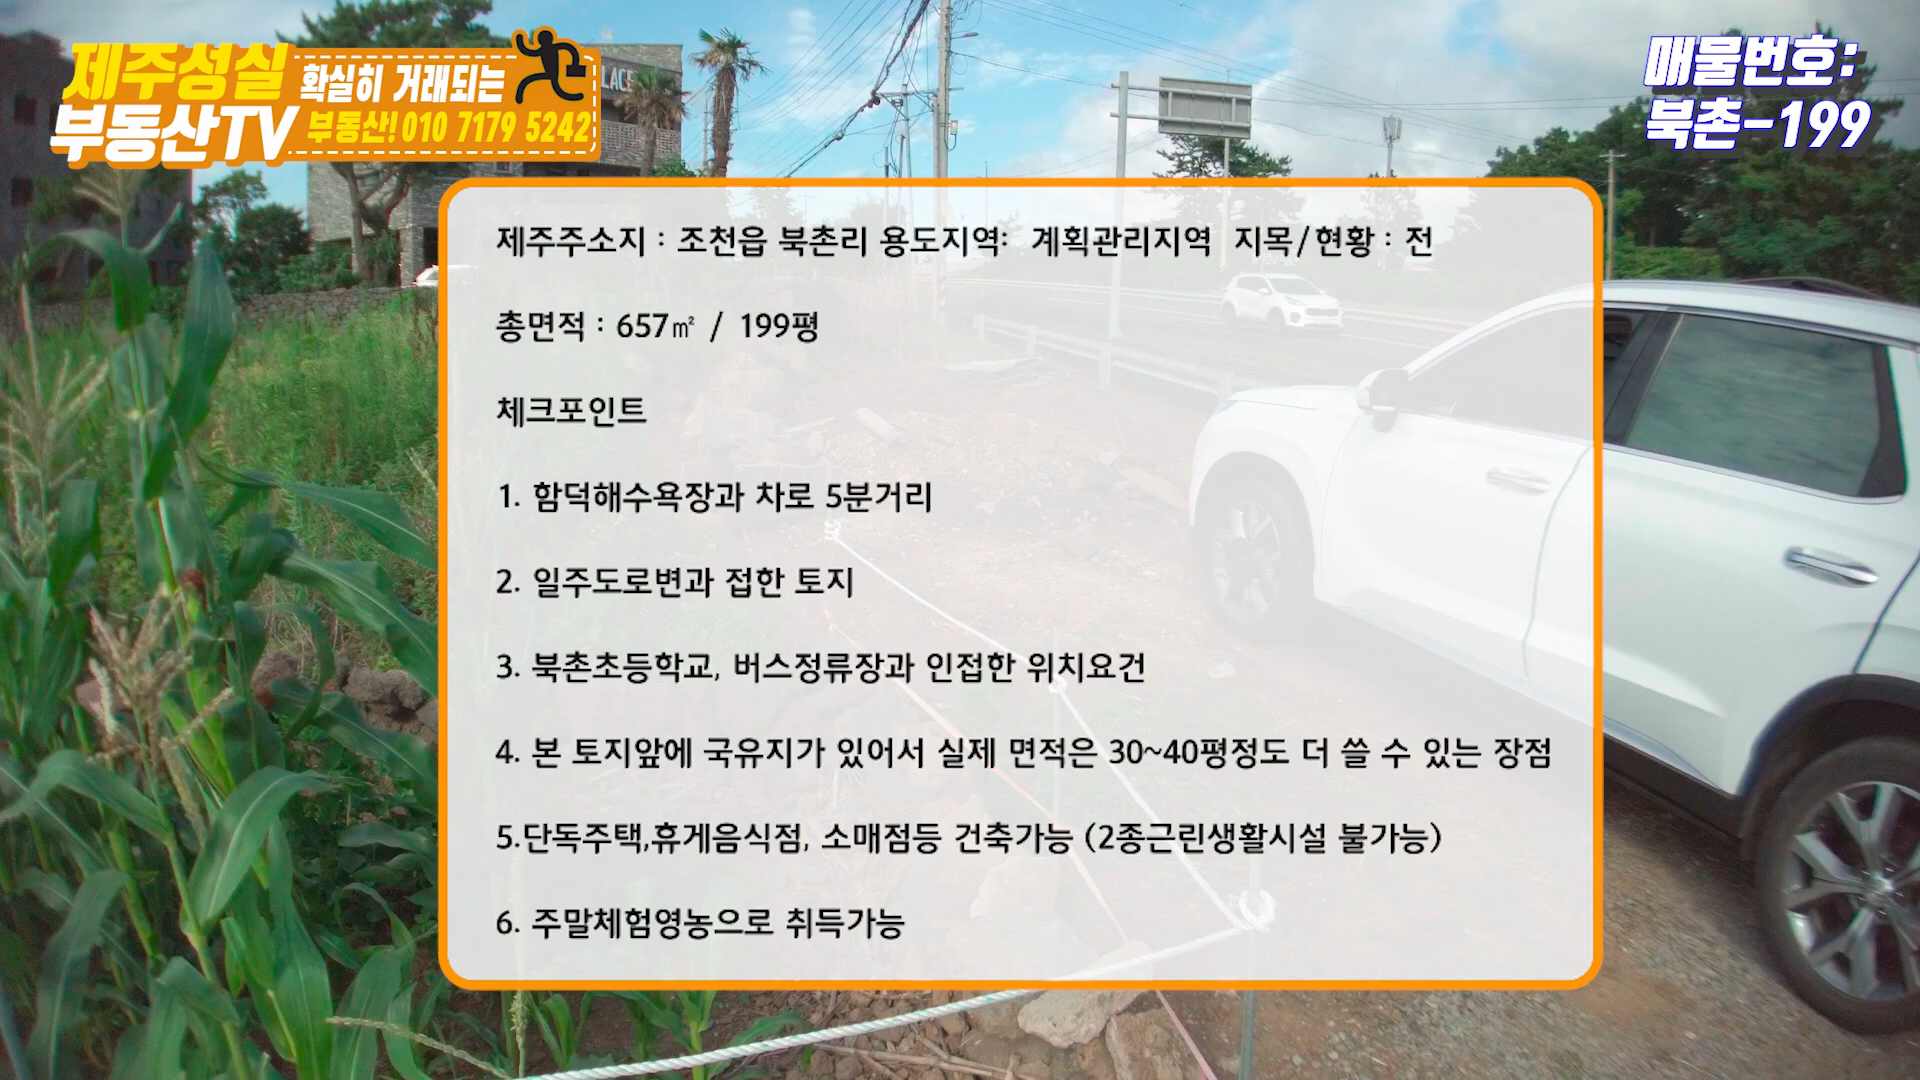 제주성실
부동산TV
확실히 거래되는
부동산! 010 7179 5242
매물번호:
북촌-199
LACE
제주주소지 : 조천읍 북촌리 용도지역: 계획관리지역 지목/현황 : 전
총면적 : 657㎡ / 199평
체크포인트
1. 함덕해수욕장과 차로 5분거리
2. 일주도로변과 접한 토지
3. 북촌초등학교, 버스정류장과 인접한 위치요건
4. 본 토지앞에 국유지가 있어서 실제 면적은 30~40평정도 더 쓸 수 있는 장점
5.단독주택,휴게음식점, 소매점등 건축가능 (2종근린생활시설 불가능)
6. 주말체험영농으로 취득가능